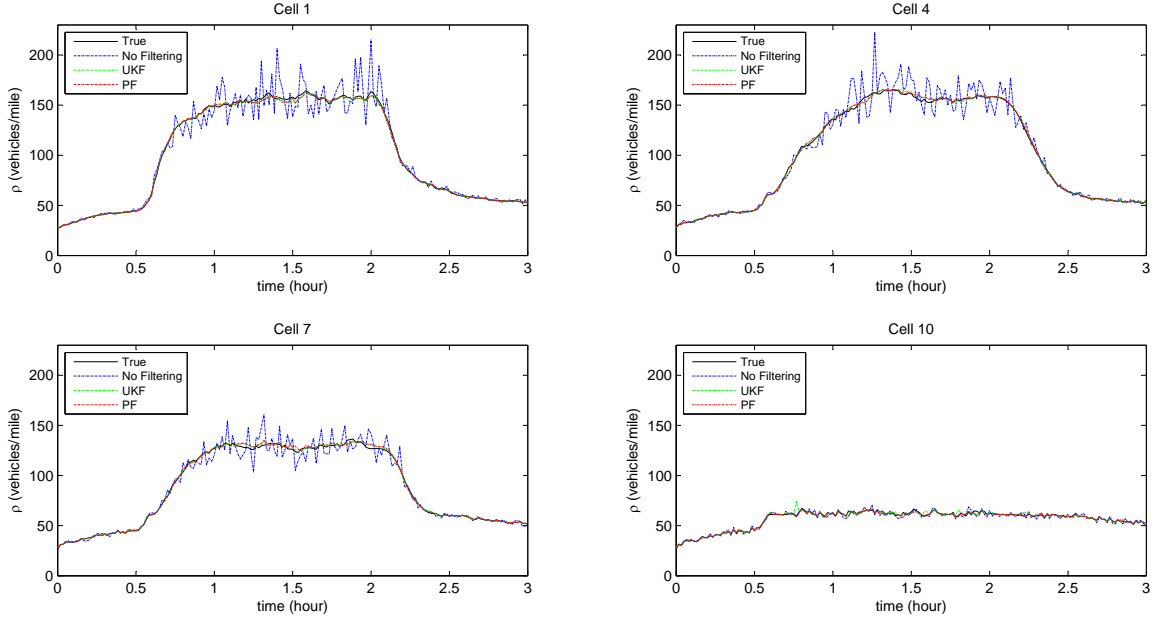 Cell 1
True
No Filtering
UKF
PF
200
150
100
50
0
ρ (vehicles/mile)
0 0.5 1 1.5 2 2.5 3
time (hour)
Cell 4
True
No Filtering
UKF
PF
200
150
100
50
0
ρ (vehicles/mile)
0 0.5 1 1.5 2 2.5 3
time (hour)
Cell 7
True
No Filtering
UKF
PF
200
150
100
50
0
ρ (vehicles/mile)
0 0.5 1 1.5 2 2.5 3
time (hour)
Cell 10
True
No Filtering
UKF
PF
200
150
100
50
0
ρ (vehicles/mile)
0 0.5 1 1.5 2 2.5 3
time (hour)